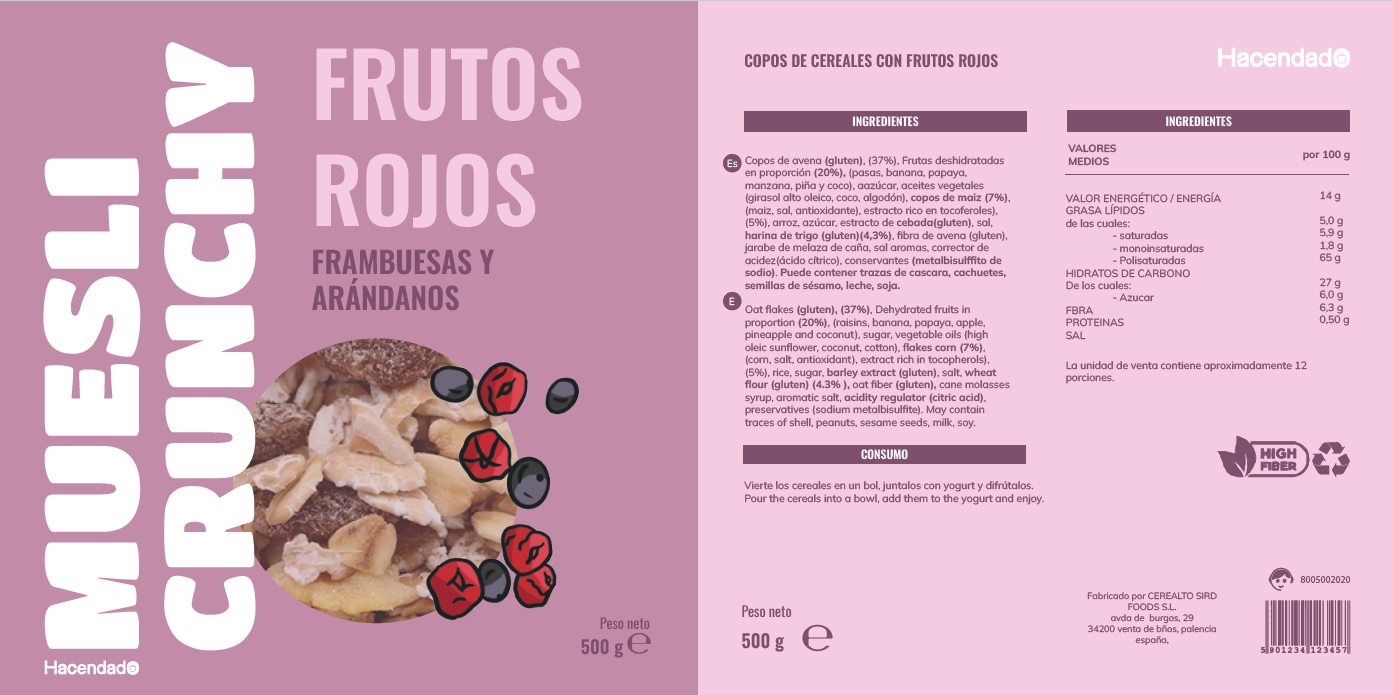 MUESLI
CRUNCHY
FRUTOS
ROJOS
FRAMBUESAS Y
ARÁNDANOS
Peso neto
500 g ℮
Hacendado
COPOS DE CEREALES CON FRUTOS ROJOS
Hacendado
INGREDIENTES
Es
Copos de avena (gluten), (37%), Frutas deshidratadas
en proporción (20%), (pasas, banana, papaya,
manzana, piña y coco), aazúcar, aceites vegetales
(girasol alto oleico, coco, algodón), copos de maiz (7%),
(maiz, sal, antioxidante), estracto rico en tocoferoles),
(5%), arroz, azúcar, estracto de cebada(gluten), sal,
harina de trigo (gluten)(4,3%), fibra de avena (gluten),
jarabe de melaza de caña, sal aromas, corrector de
acidez(ácido cítrico), conservantes (metalbisulffito de
sodio). Puede contener trazas de cascara, cachuetes,
semillas de sésamo, leche, soja.
E
Oat flakes (gluten), (37%), Dehydrated fruits in
proportion (20%), (raisins, banana, papaya, apple,
pineapple and coconut), sugar, vegetable oils (high
oleic sunflower, coconut, cotton), flakes corn (7%),
(corn, salt, antioxidant), extract rich in tocopherols),
(5%), rice, sugar, barley extract (gluten), salt, wheat
flour (gluten) (4.3% ), oat fiber (gluten), cane molasses
syrup, aromatic salt, acidity regulator (citric acid),
preservatives (sodium metalbisulfite). May contain
traces of shell, peanuts, sesame seeds, milk, soy.
CONSUMO
Vierte los cereales en un bol, juntalos con yogurt y difrútalos.
Pour the cereals into a bowl, add them to the yogurt and enjoy.
Peso neto
500 g ℮
INGREDIENTES
VALORES
MEDIOS
por 100 g
VALOR ENERGÉTICO / ENERGÍA
14 g
GRASA LÍPIDOS
de las cuales:
5,0 g
- saturadas
5,9 g
- monoinsaturadas
1,8 g
- Polisaturadas
65 g
HIDRATOS DE CARBONO
De los cuales:
27 g
- Azucar
6,0 g
FBRA
6,3 g
PROTEINAS
0,50 g
SAL
La unidad de venta contiene aproximadamente 12
porciones.
HIGH
FIBER
8005002020
Fabricado por CEREALTO SIRD
FOODS S.L.
avda de burgos, 29
34200 venta de bños, palencia
españa,
5 901234 123457